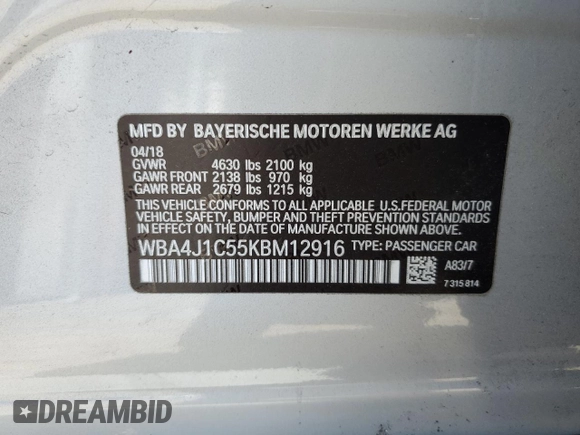 MFD BY BAYERISCHE MOTOREN WERKE AG
04/18
GVWR 4630 lbs 2100 kg
GAWR FRONT 2138 lbs 970 kg
GAWR REAR 2679 lbs 1215 kg
THIS VEHICLE CONFORMS TO ALL APPLICABLE U.S.FEDERAL MOTOR
VEHICLE SAFETY, BUMPER AND THEFT PREVENTION STANDARDS
IN EFFECT ON THE DATE OF MANUFACTURE SHOWN ABOVE.
WBA4J1C55KBM12916 TYPE: PASSENGER CAR
A83/7
7 315 814
DREAMBID